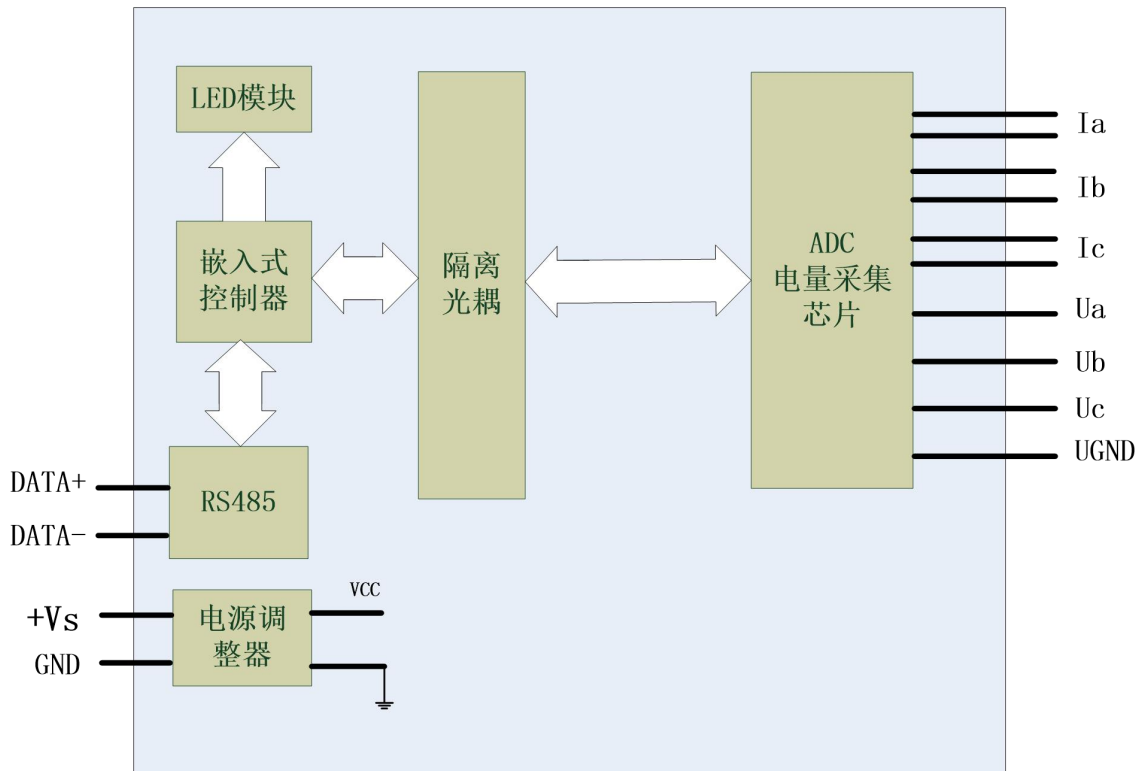 LED模块
嵌入式
控制器
隔离
光耦
ADC
电量采集
芯片
Ia
Ib
Ic
Ua
Ub
Uc
UGND
DATA+
DATA-
RS485
+Vs
GND
电源调
整器
VCC